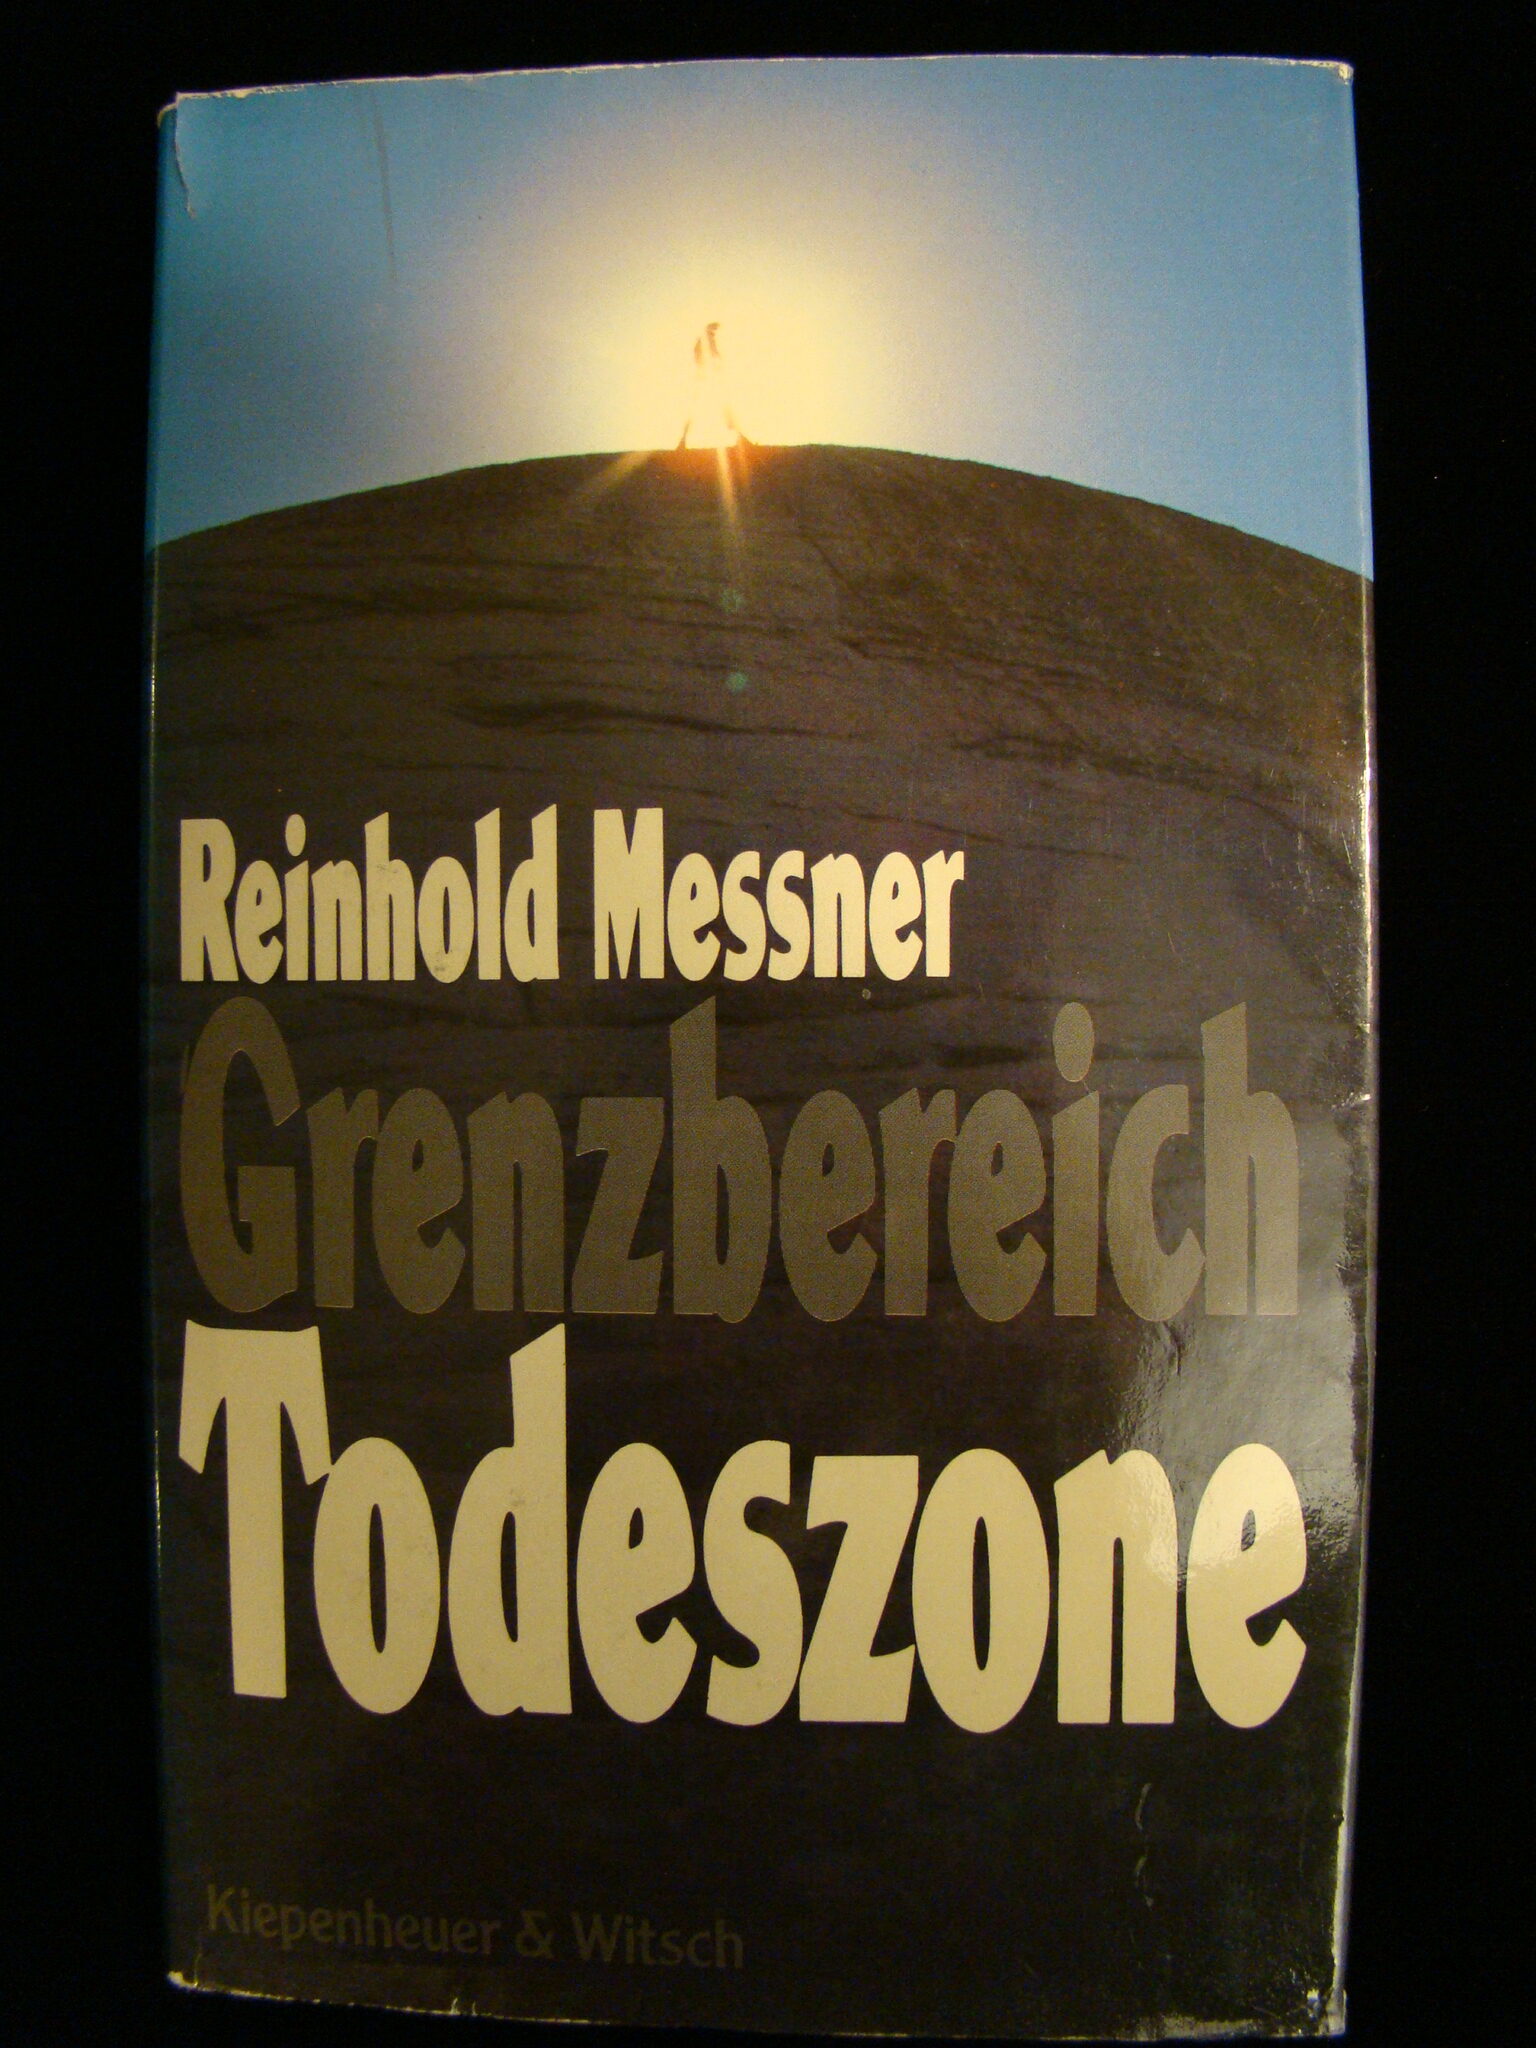 Reinhold Messner
Grenzbereich
Todeszone
Kiepenheuer & Witsch